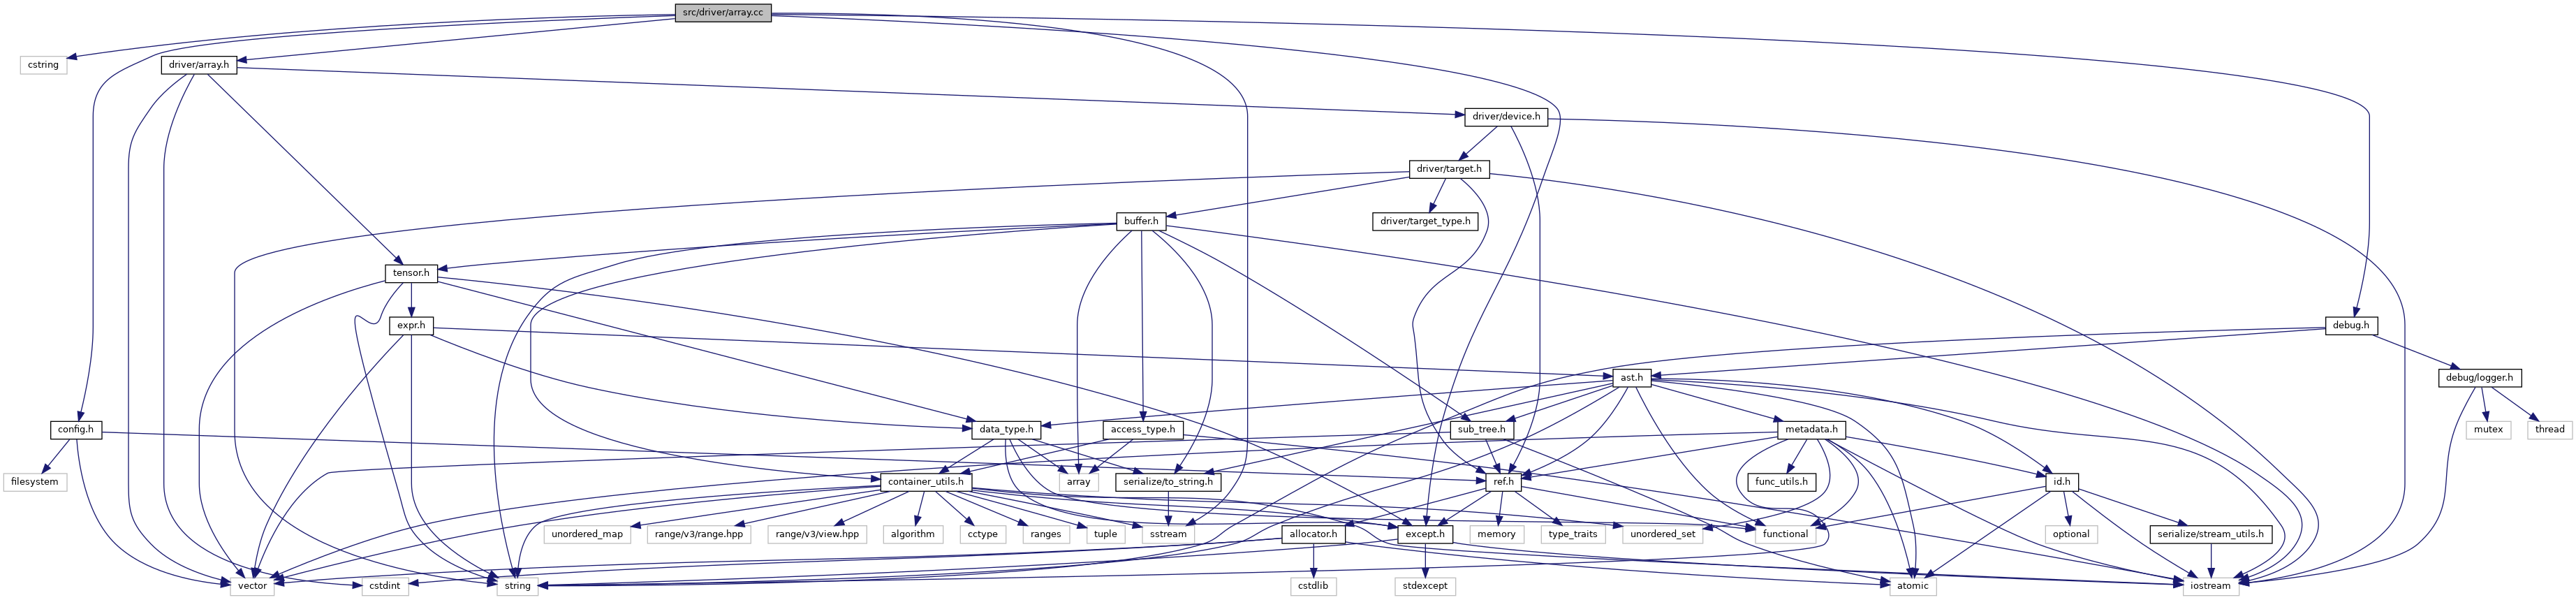 src/driver/array.cc
cstring
driver/array.h
driver/device.h
driver/target.h
buffer.h
driver/target_type.h
tensor.h
expr.h
debug.h
ast.h
debug/logger.h
config.h
data_type.h
access_type.h
sub_tree.h
metadata.h
mutex
thread
filesystem
container_utils.h
array
serialize/to_string.h
ref.h
func_utils.h
id.h
unordered_map
range/v3/range.hpp
range/v3/view.hpp
algorithm
cctype
ranges
tuple
sstream
allocator.h
except.h
memory
type_traits
unordered_set
functional
optional
serialize/stream_utils.h
vector
cstdint
string
cstdlib
stdexcept
atomic
iostream